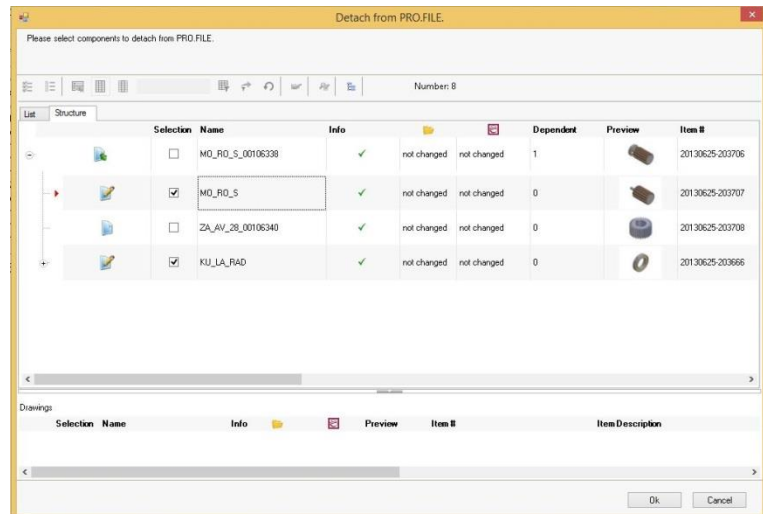 Detach from PRO.FILE.
Please select components to detach from PRO.FILE.
Number: 8
List Structure
Selection Name Info Dependent Preview Item #
MO_RO_S_00106338 not changed not changed 1 20130625-203706
MO_RO_S not changed not changed 0 20130625-203707
ZA_AV_28_00106340 not changed not changed 0 20130625-203708
KU_LA_RAD not changed not changed 0 20130625-203666
Drawings
Selection Name Info Preview Item # Item Description
Ok Cancel